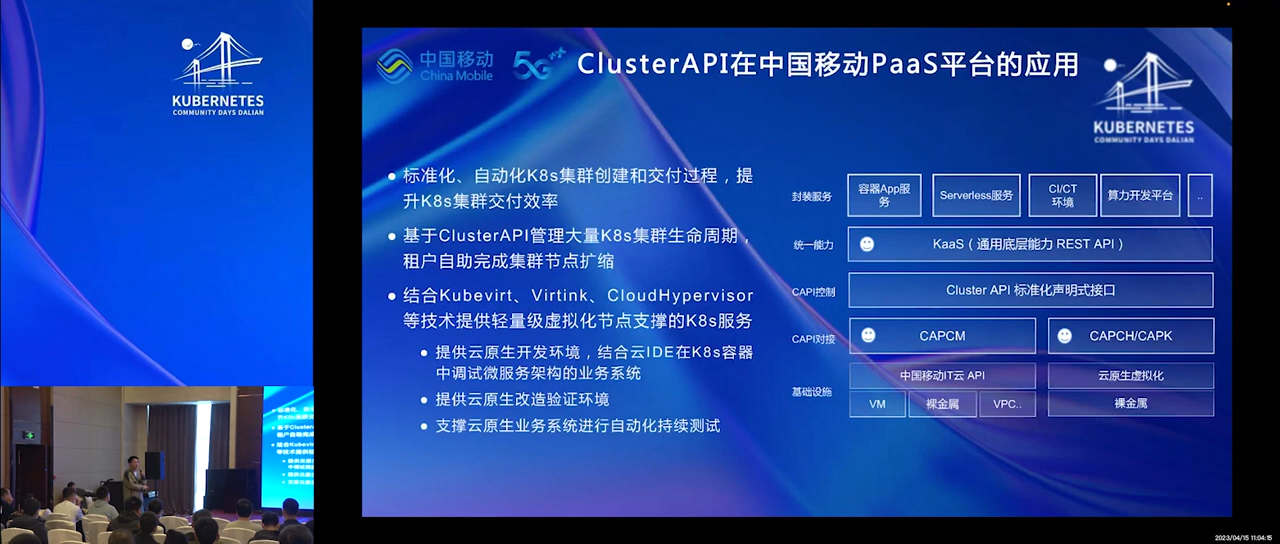 KUBERNETES
COMMUNITY DAYS DALIAN
中国移动
China Mobile
5G++
ClusterAPI在中国移动PaaS平台的应用
KUBERNETES
COMMUNITY DAYS DALIAN
标准化、自动化K8s集群创建和交付过程，提
升K8s集群交付效率
基于ClusterAPI管理大量K8s集群生命周期，
租户自助完成集群节点扩缩
结合Kubevirt、Virtink、CloudHypervisor
等技术提供轻量级虚拟化节点支撑的K8s服务
提供云原生开发环境，结合云IDE在K8s容器
中调试微服务架构的业务系统
提供云原生改造验证环境
支撑云原生业务系统进行自动化持续测试
封装服务
容器App服
务
Serverless服务
CI/CT
环境
算力开发平台
..
统一能力
KaaS（通用底层能力 REST API）
CAPI控制
Cluster API 标准化声明式接口
CAPI对接
CAPCM
CAPCH/CAPK
基础设施
中国移动IT云 API
云原生虚拟化
VM
裸金属
VPC..
裸金属
2023/04/15 11:04:15